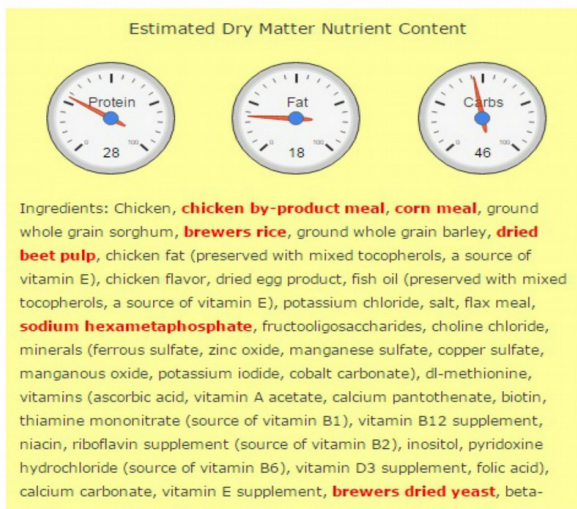 Estimated Dry Matter Nutrient Content
Protein
0
100
28
Fat
0
100
18
Carbs
0
100
46
Ingredients: Chicken, chicken by-product meal, corn meal, ground
whole grain sorghum, brewers rice, ground whole grain barley, dried
beet pulp, chicken fat (preserved with mixed tocopherols, a source of
vitamin E), chicken flavor, dried egg product, fish oil (preserved with mixed
tocopherols, a source of vitamin E), potassium chloride, salt, flax meal,
sodium hexametaphosphate, fructooligosaccharides, choline chloride,
minerals (ferrous sulfate, zinc oxide, manganese sulfate, copper sulfate,
manganous oxide, potassium iodide, cobalt carbonate), dl-methionine,
vitamins (ascorbic acid, vitamin A acetate, calcium pantothenate, biotin,
thiamine mononitrate (source of vitamin B1), vitamin B12 supplement,
niacin, riboflavin supplement (source of vitamin B2), inositol, pyridoxine
hydrochloride (source of vitamin B6), vitamin D3 supplement, folic acid),
calcium carbonate, vitamin E supplement, brewers dried yeast, beta-